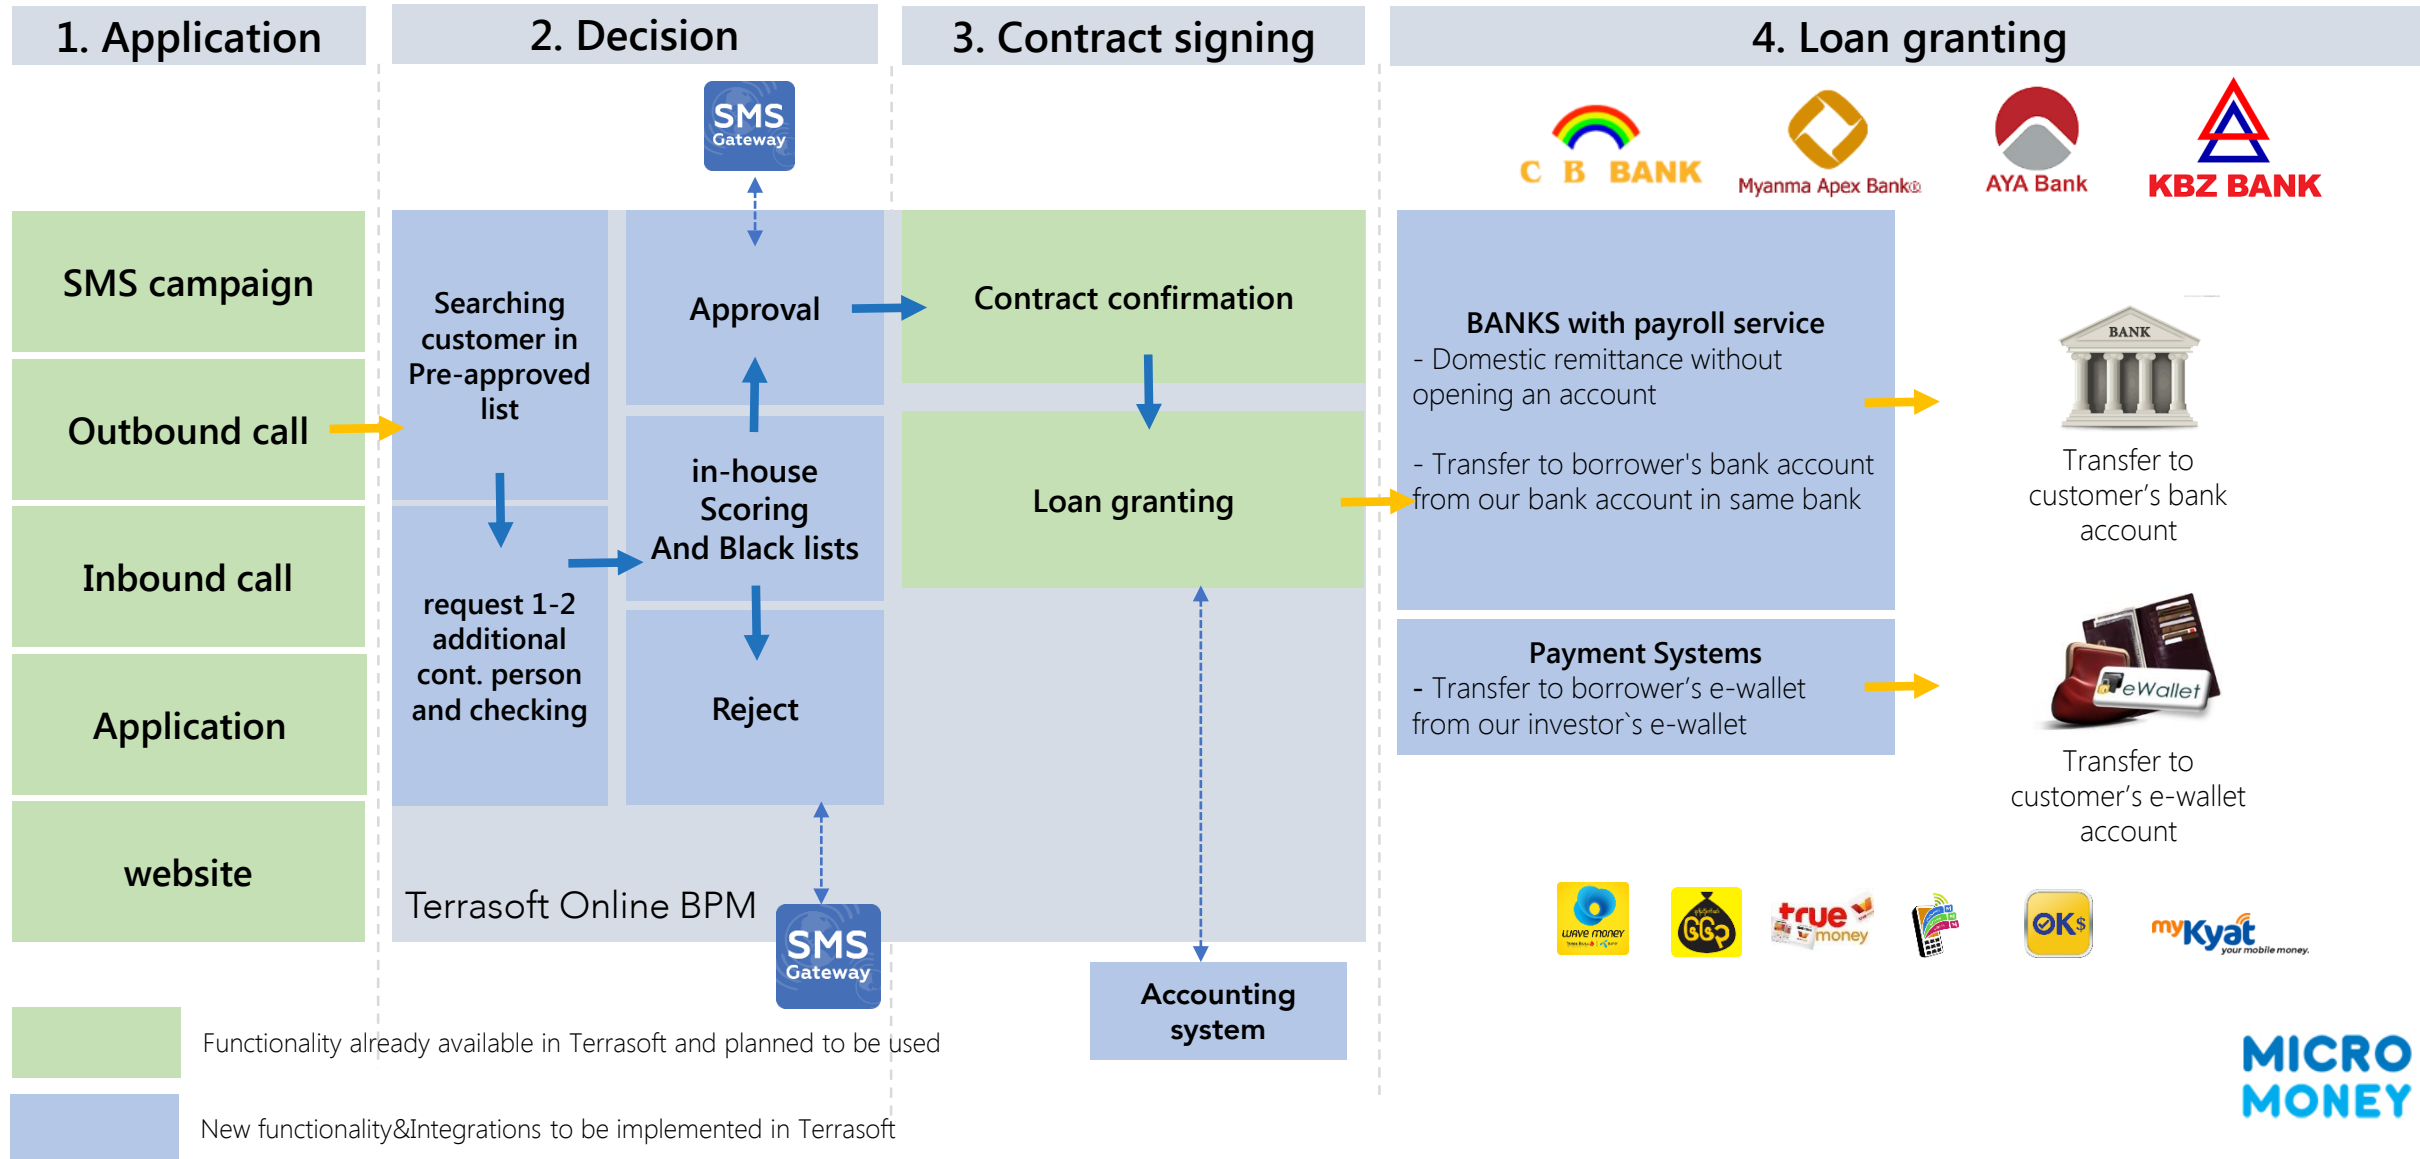 1. Application
2. Decision
3. Contract signing
4. Loan granting
SMS
Gateway
C B BANK
Myanma Apex Bank®
AYA Bank
KBZ BANK
SMS campaign
Outbound call
Inbound call
Application
website
Searching
customer in
Pre-approved
list
request 1-2
additional
cont. person
and checking
Approval
in-house
Scoring
And Black lists
Reject
Terrasoft Online BPM
SMS
Gateway
Contract confirmation
Loan granting
Accounting
system
BANKS with payroll service
- Domestic remittance without
opening an account
- Transfer to borrower's bank account
from our bank account in same bank
Payment Systems
- Transfer to borrower’s e-wallet
from our investor`s e-wallet
BANK
Transfer to
customer’s bank
account
eWallet
Transfer to
customer’s e-wallet
account
WAVE MONEY
true
money
OK$
myKyat
your mobile money.
Functionality already available in Terrasoft and planned to be used
New functionality&Integrations to be implemented in Terrasoft
MICRO
MONEY